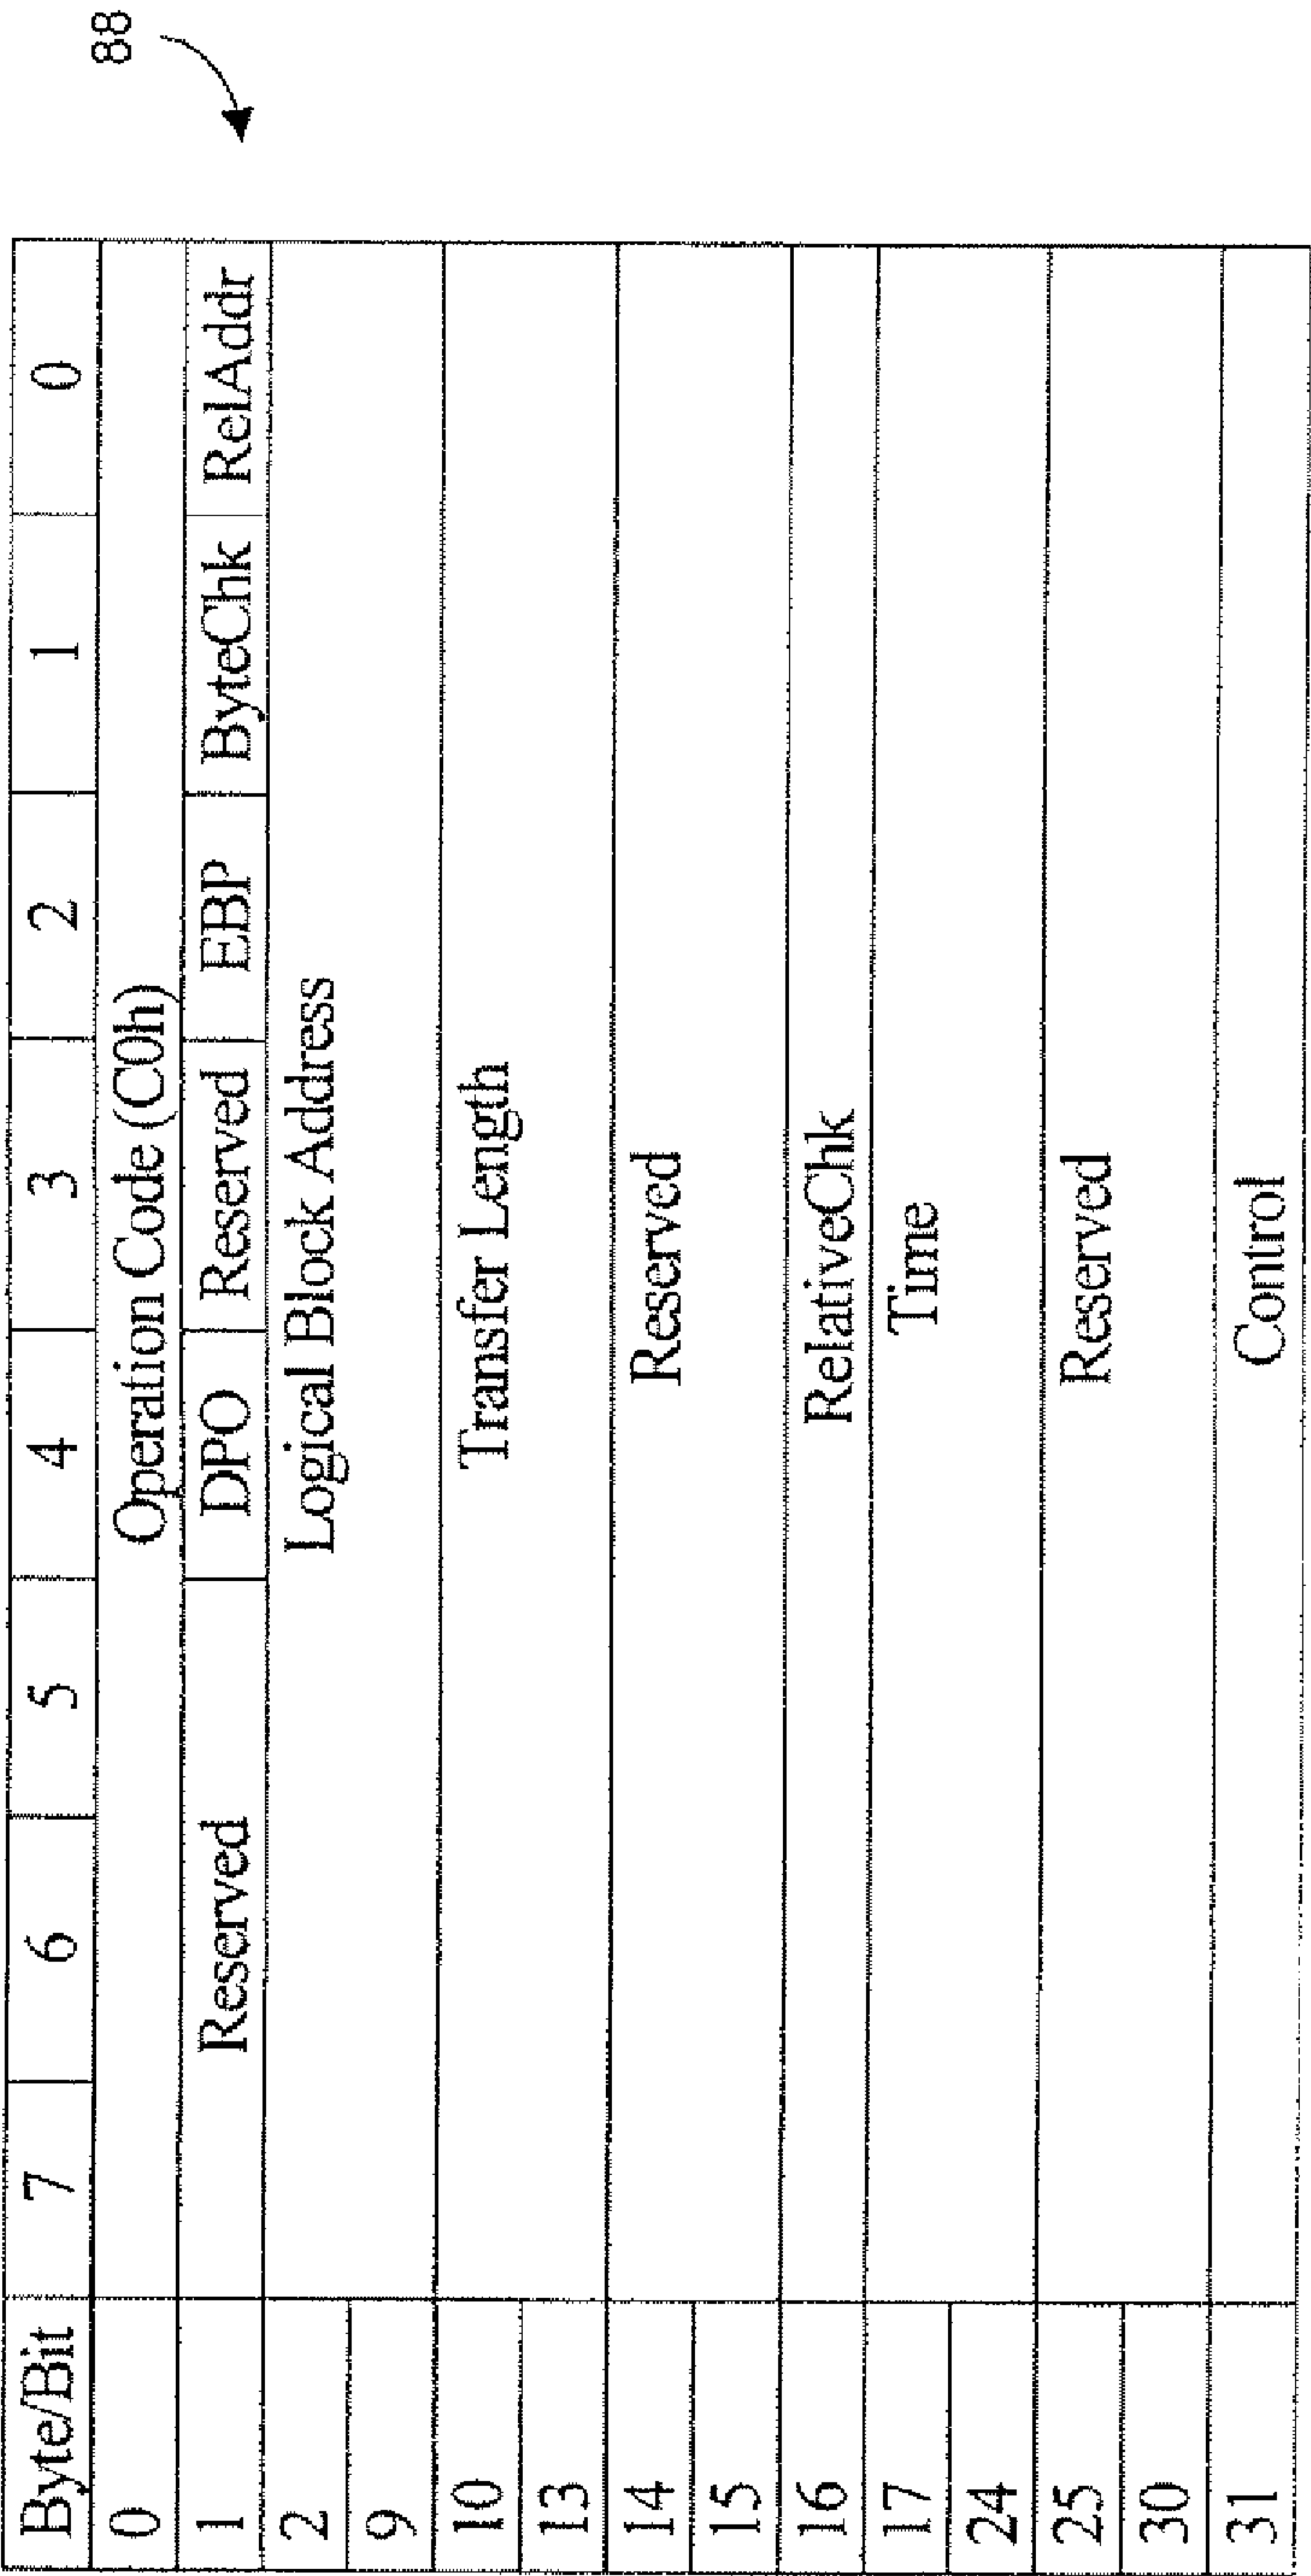 88
Byte/Bit 7 6 5 4 3 2 1 0
0 Operation Code (C0h)
1 Reserved DPO Reserved EBP ByteChk RelAddr
2 Logical Block Address
9
10 Transfer Length
13
14 Reserved
15
16 RelativeChk
17 Time
24
25 Reserved
30
31 Control